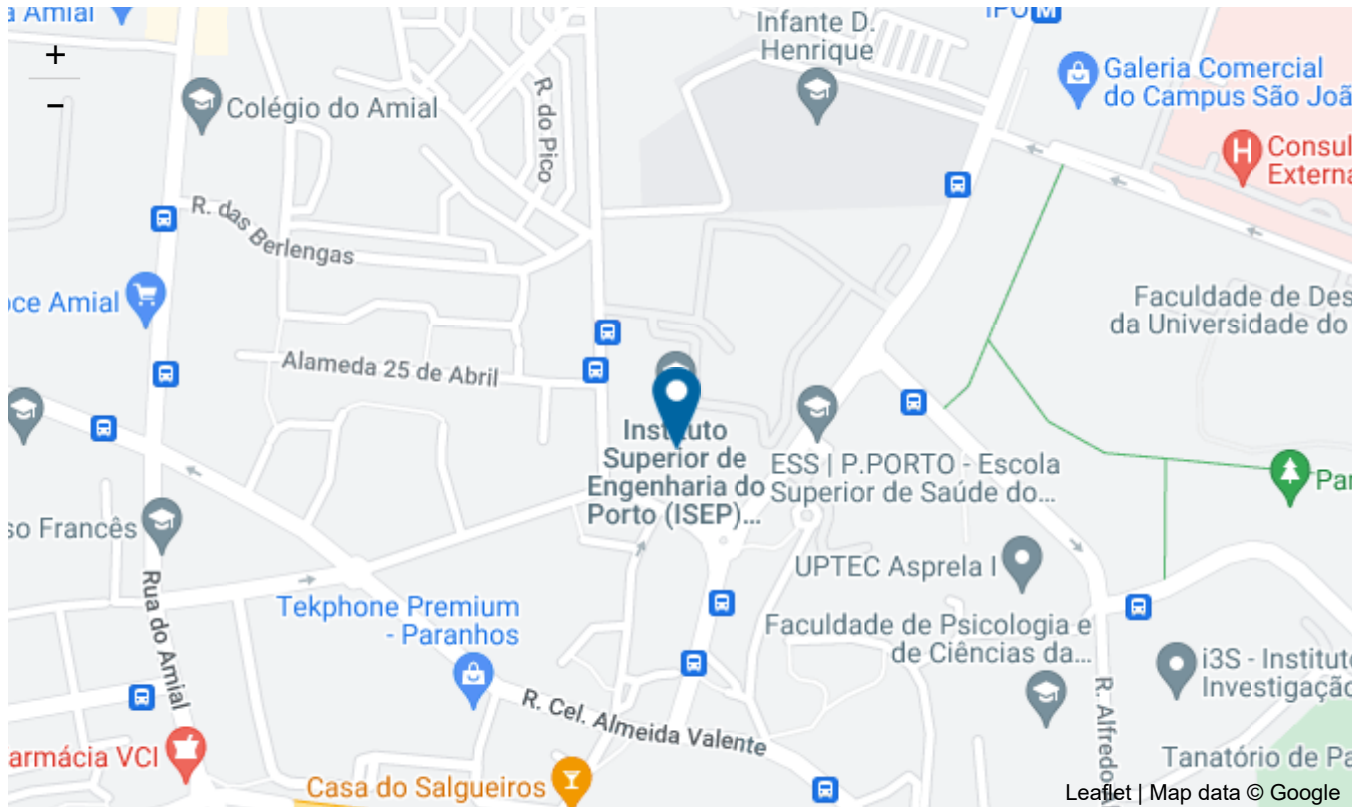 Amial
+
−
Colégio do Amial
R. do Pico
Infante D.
Henrique
IPO M
Galeria Comercial
do Campus São Joã
H
Consul
Externa
R. das Berlengas
oce Amial
Alameda 25 de Abril
Faculdade de Des
da Universidade do
Instituto
Superior de
Engenharia do
Porto (ISEP)...
ESS | P.PORTO - Escola
Superior de Saúde do...
Par
so Francês
Rua do Amial
UPTEC Asprela I
Tekphone Premium
- Paranhos
Faculdade de Psicologia e
de Ciências da...
i3S - Instituto
Investigação
R. Cel. Almeida Valente
R. Alfredo
armácia VCI
Casa do Salgueiros
Tanatório de Pa
Leaflet | Map data © Google